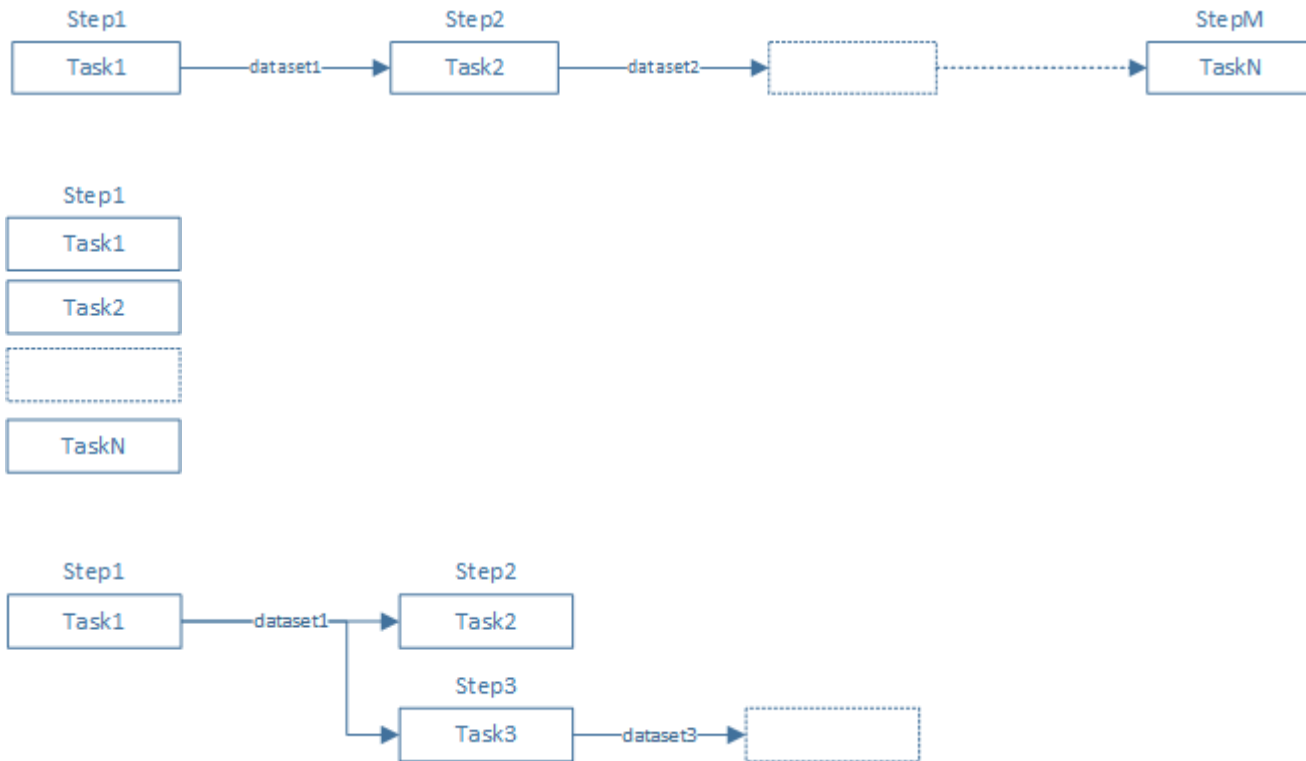 Step1 Step2 StepM
Task1 dataset1 Task2 dataset2 TaskN
Step1
Task1
Task2
TaskN
Step1 Step2
Task1 dataset1 Task2
Step3
Task3 dataset3